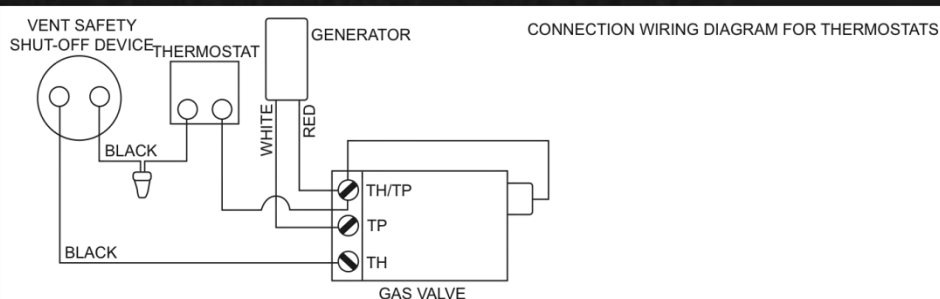 CONNECTION WIRING DIAGRAM FOR THERMOSTATS
VENT SAFETY
SHUT-OFF DEVICE
THERMOSTAT
GENERATOR
WHITE
RED
BLACK
TH/TP
TP
BLACK
TH
GAS VALVE